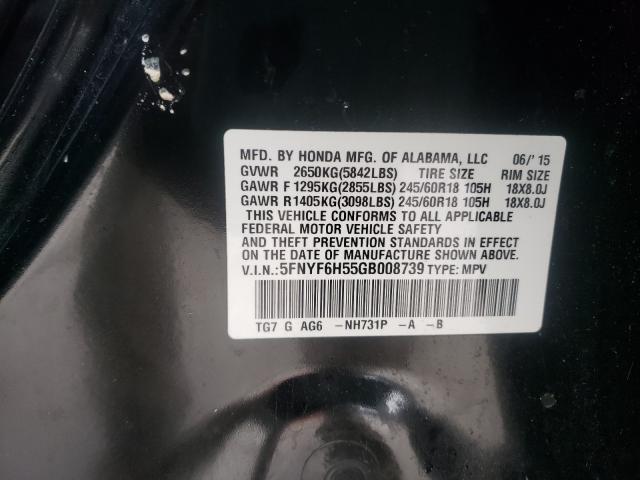 MFD. BY HONDA MFG. OF ALABAMA, LLC 06/'15
GVWR 2650KG(5842LBS) TIRE SIZE RIM SIZE
GAWR F 1295KG(2855LBS) 245/60R18 105H 18X8.0J
GAWR R1405KG(3098LBS) 245/60R18 105H 18X8.0J
THIS VEHICLE CONFORMS TO ALL APPLICABLE
FEDERAL MOTOR VEHICLE SAFETY
AND THEFT PREVENTION STANDARDS IN EFFECT
ON THE DATE OF MANUFACTURE SHOWN ABOVE.
V.I.N.:5FNYF6H55GB008739 TYPE: MPV
TG7 G AG6 -NH731P -A -B